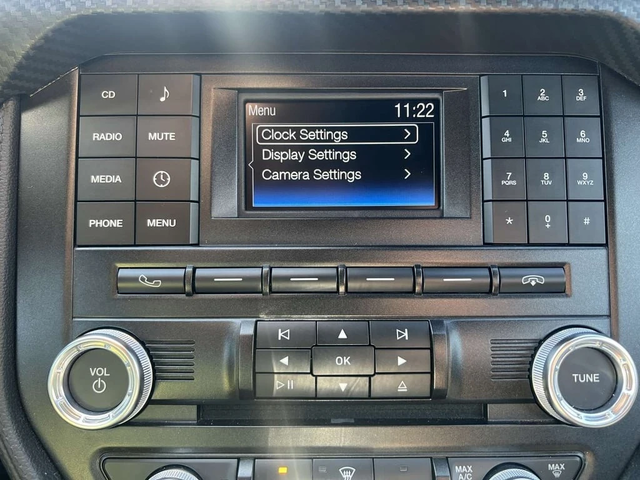 CD
RADIO MUTE
MEDIA
PHONE MENU
Menu 11:22
Clock Settings
Display Settings
Camera Settings
1 2 ABC 3 DEF
4 GHI 5 JKL 6 MNO
7 PQRS 8 TUV 9 WXYZ
* 0 + #
VOL
OK
TUNE
MAX A/C
MAX